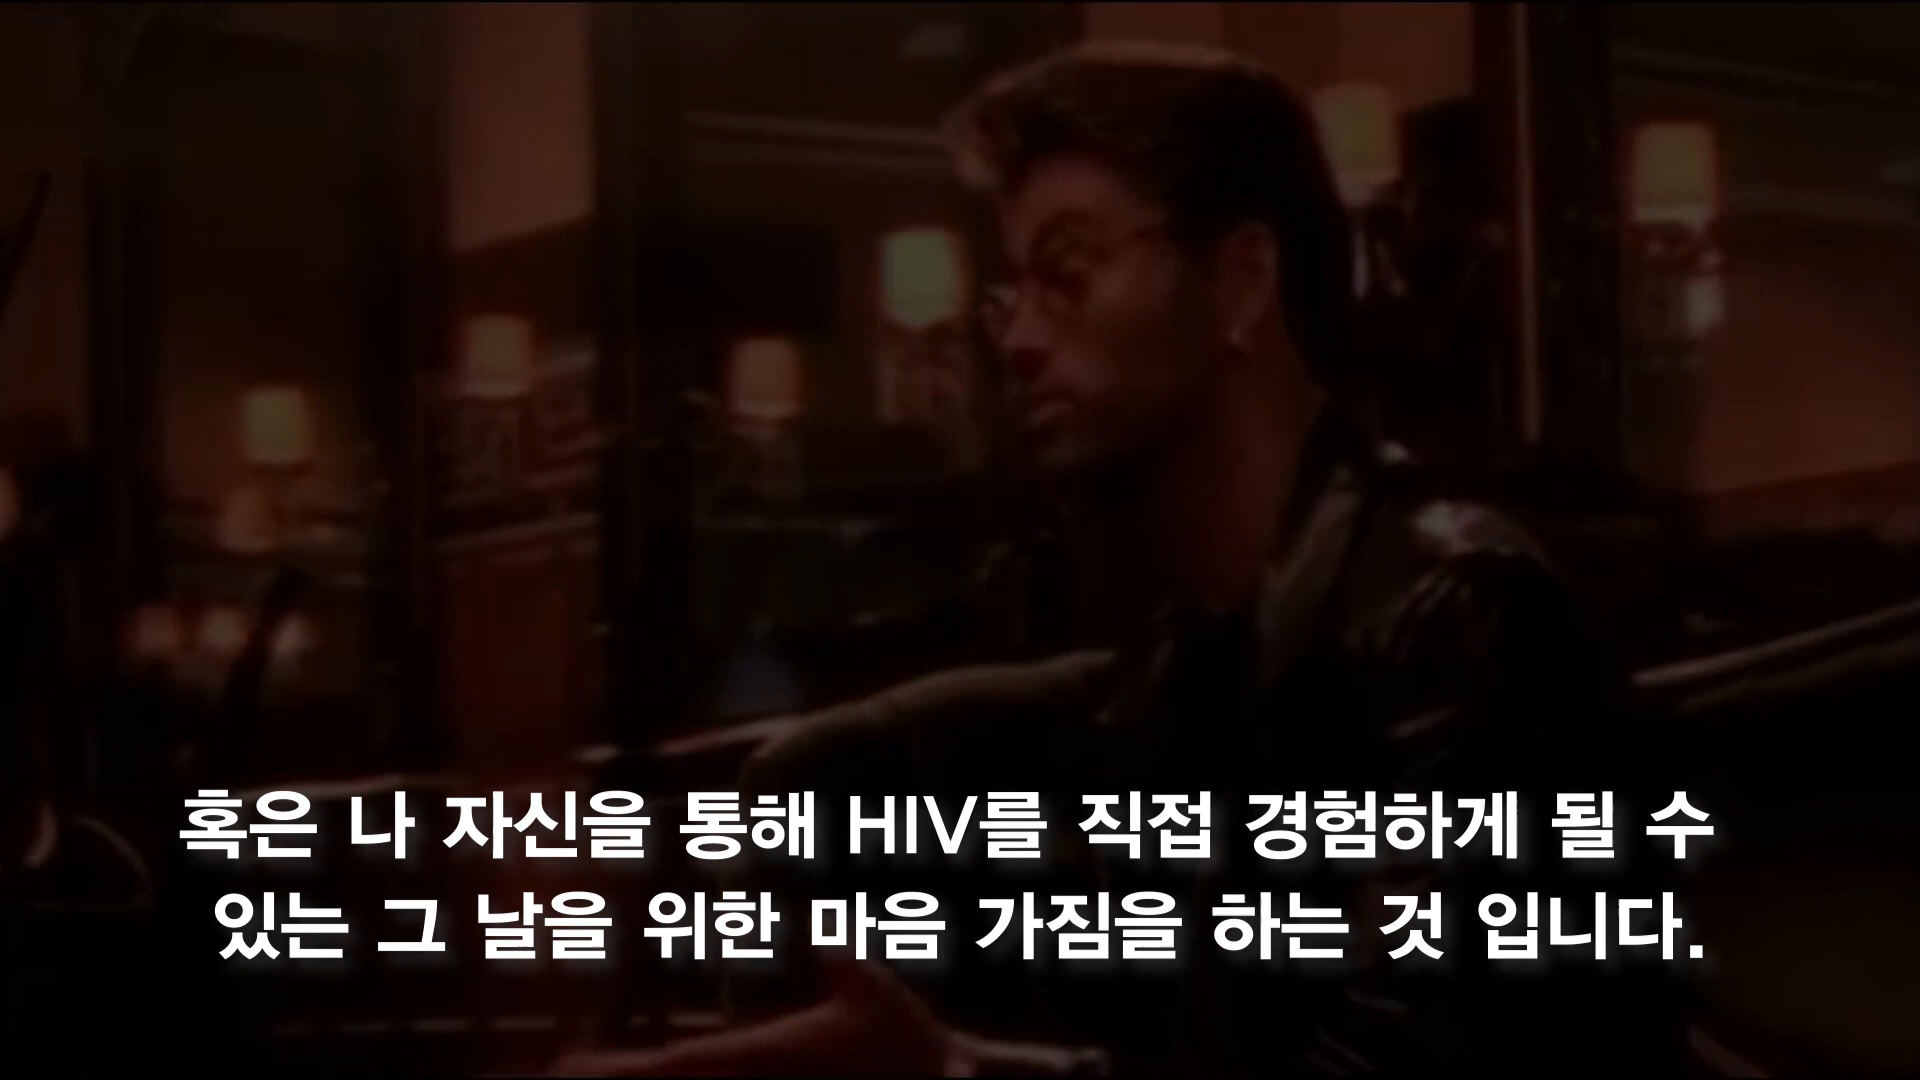 혹은 나 자신을 통해 HIV를 직접 경험하게 될 수
있는 그 날을 위한 마음 가짐을 하는 것 입니다.